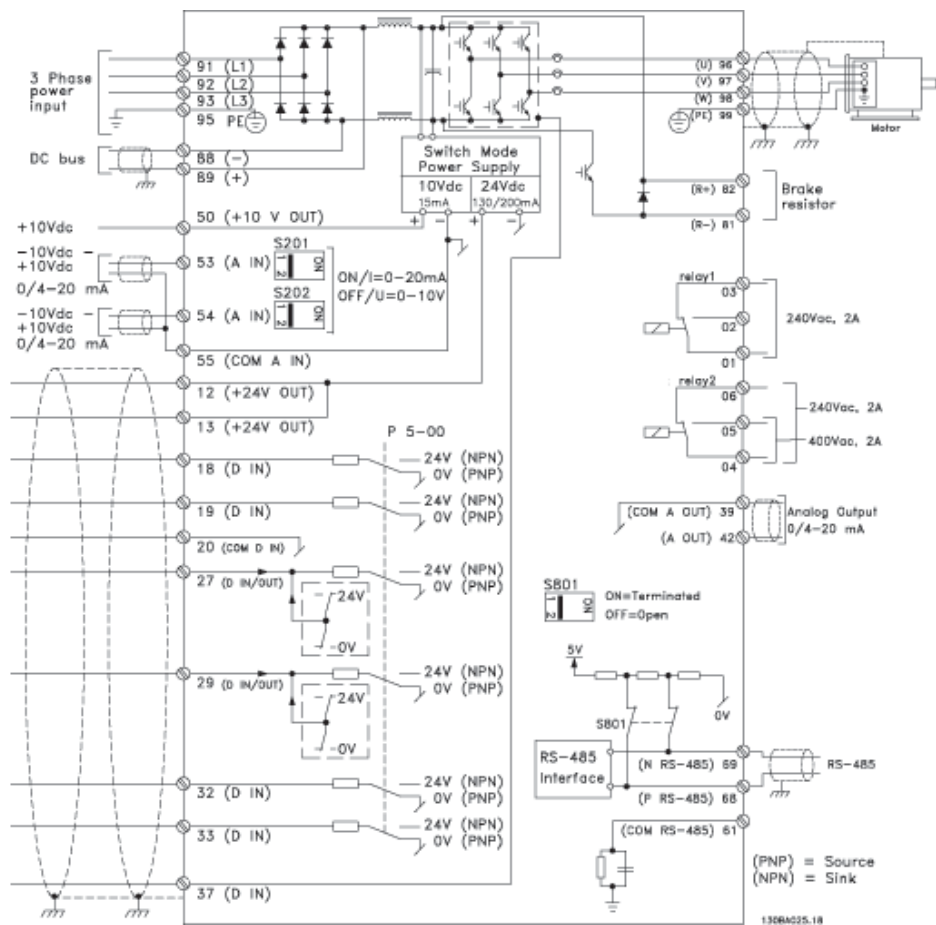 3 Phase
power
input
91 (L1)
92 (L2)
93 (L3)
95 PE
DC bus
88 (-)
89 (+)
Switch Mode
Power Supply
10Vdc
15mA
24Vdc
130/200mA
+ - + -
+10Vdc
50 (+10 V OUT)
-10Vdc -
+10Vdc
0/4-20 mA
53 (A IN)
S201
1 2
ON
-10Vdc -
+10Vdc
0/4-20 mA
54 (A IN)
S202
1 2
ON
ON/I=0-20mA
OFF/U=0-10V
55 (COM A IN)
12 (+24V OUT)
13 (+24V OUT)
P 5-00
18 (D IN)
24V (NPN)
0V (PNP)
19 (D IN)
24V (NPN)
0V (PNP)
20 (COM D IN)
27 (D IN/OUT)
24V (NPN)
0V (PNP)
24V
0V
29 (D IN/OUT)
24V (NPN)
0V (PNP)
24V
0V
32 (D IN)
24V (NPN)
0V (PNP)
33 (D IN)
24V (NPN)
0V (PNP)
37 (D IN)
(U) 96
(V) 97
(W) 98
(PE) 99
Motor
(R+) 82
(R-) 81
Brake
resistor
relay1
03
02
01
240Vac, 2A
relay2
06
05
04
240Vac, 2A
400Vac, 2A
(COM A OUT) 39
(A OUT) 42
Analog Output
0/4-20 mA
S801
1 2
ON
ON=Terminated
OFF=Open
5V
S801
0V
RS-485
Interface
(N RS-485) 69
(P RS-485) 68
(COM RS-485) 61
RS-485
(PNP) = Source
(NPN) = Sink
130BA025.18